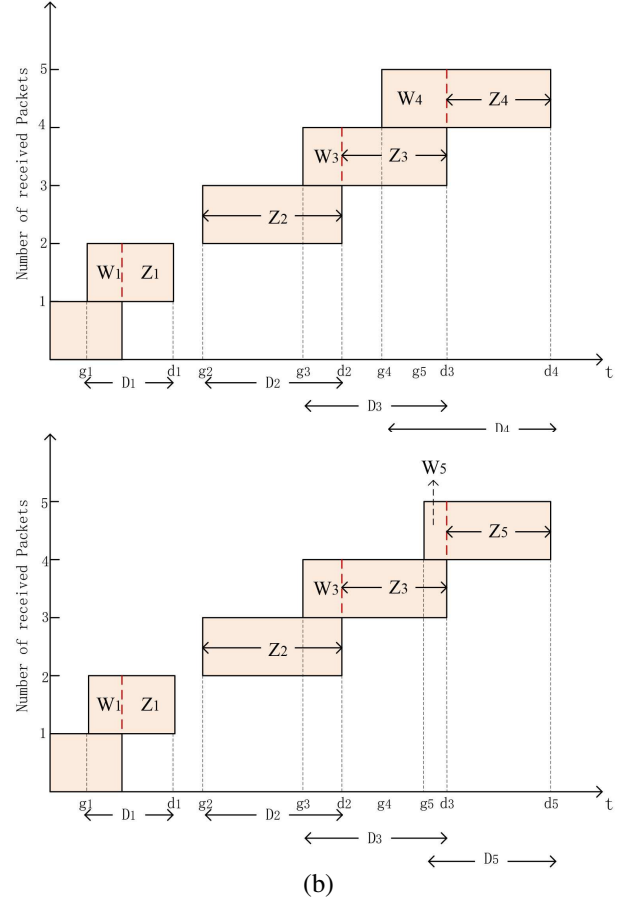 Number of received Packets
5
W4
Z4
4
W3
Z3
3
Z2
2
W1
Z1
1
g1 d1 g2 g3 d2 g4 g5 d3 d4 t
D1 D2
D3
D4
W5
Number of received Packets
5
Z5
4
W3
Z3
3
Z2
2
W1
Z1
1
g1 d1 g2 g3 d2 g4 g5 d3 d5 t
D1 D2
D3
D5
(b)